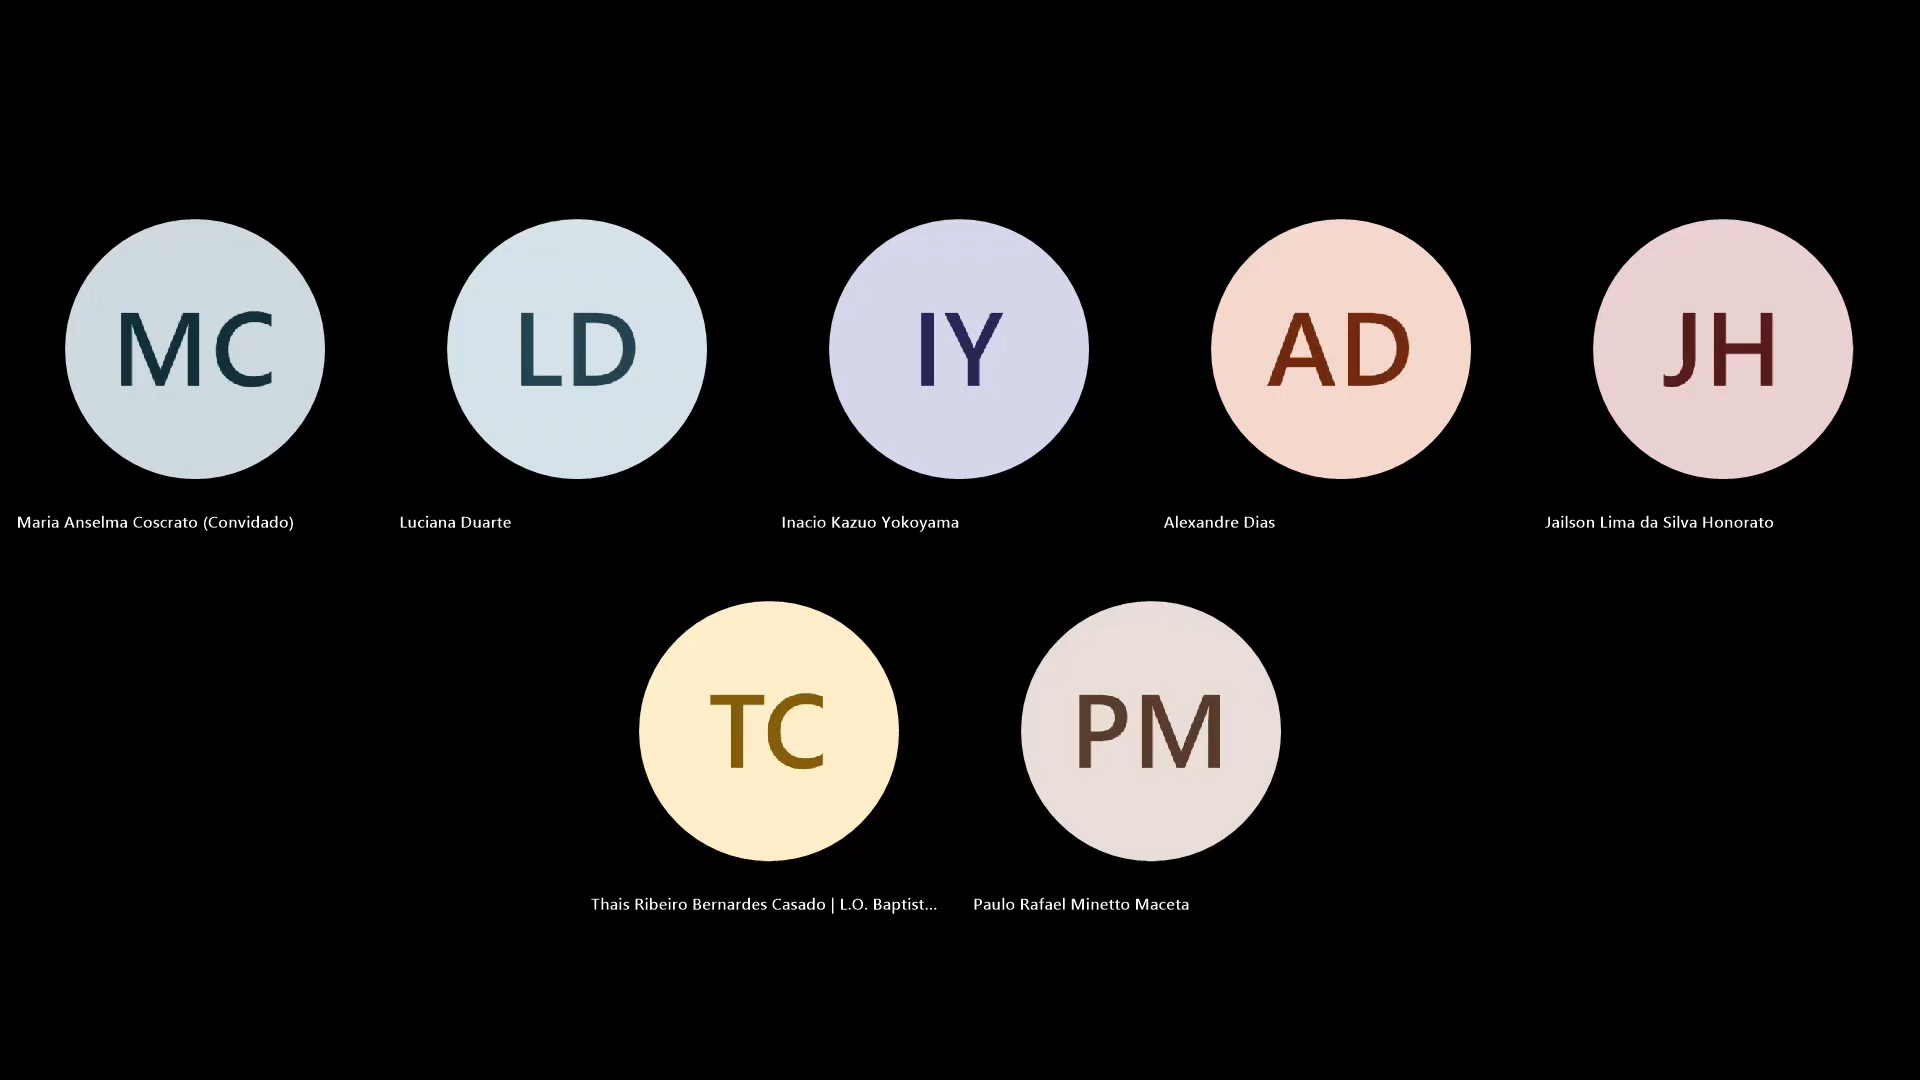 MC
LD
IY
AD
JH
Maria Anselma Coscrato (Convidado)
Luciana Duarte
Inacio Kazuo Yokoyama
Alexandre Dias
Jailson Lima da Silva Honorato
TC
PM
Thais Ribeiro Bernardes Casado | L.O. Baptist...
Paulo Rafael Minetto Maceta